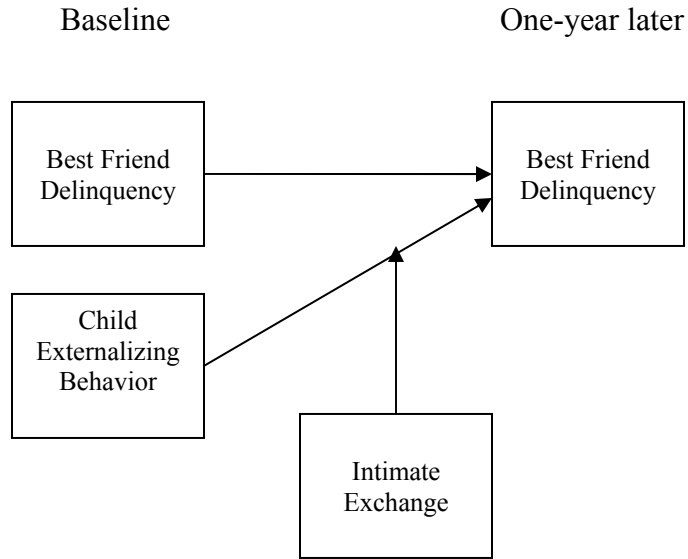 Baseline
One-year later
Best Friend
Delinquency
Best Friend
Delinquency
Child
Externalizing
Behavior
Intimate
Exchange